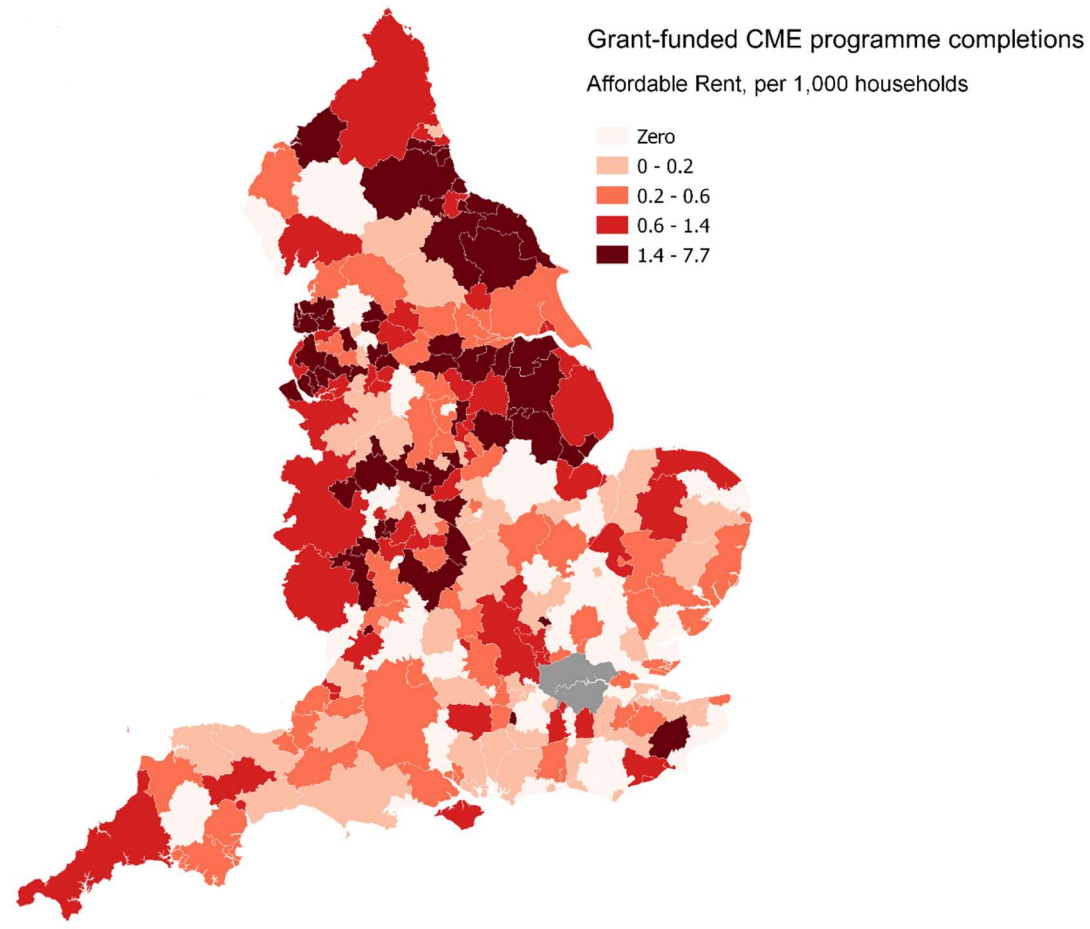 Grant-funded CME programme completions
Affordable Rent, per 1,000 households
Zero
0 - 0.2
0.2 - 0.6
0.6 - 1.4
1.4 - 7.7